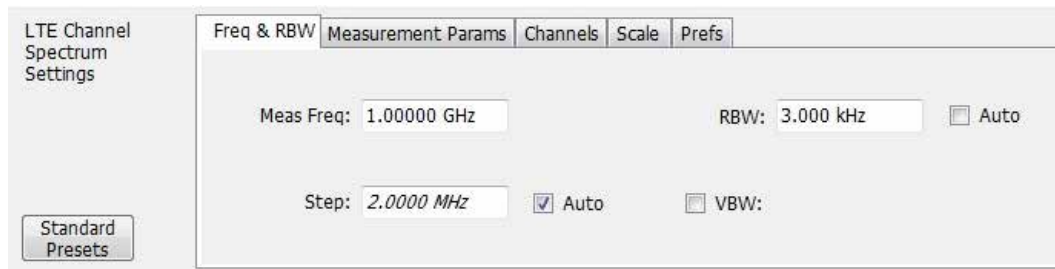 LTE Channel
Spectrum
Settings
Freq & RBW Measurement Params Channels Scale Prefs
Meas Freq: 1.00000 GHz RBW: 3.000 kHz Auto
Step: 2.0000 MHz Auto VBW:
Standard
Presets